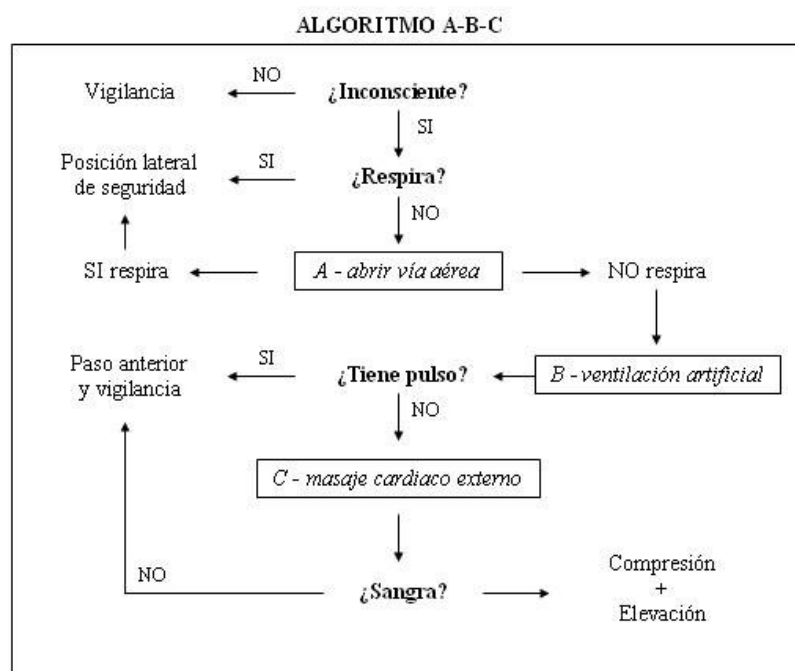 ALGORITMO A-B-C
Vigilancia
NO
¿Inconsciente?
SI
Posición lateral
de seguridad
SI
¿Respira?
NO
SI respira
A - abrir vía aérea
NO respira
Paso anterior
y vigilancia
SI
¿Tiene pulso?
B - ventilación artificial
NO
C - masaje cardiaco externo
NO
¿Sangra?
Compresión
+
Elevación